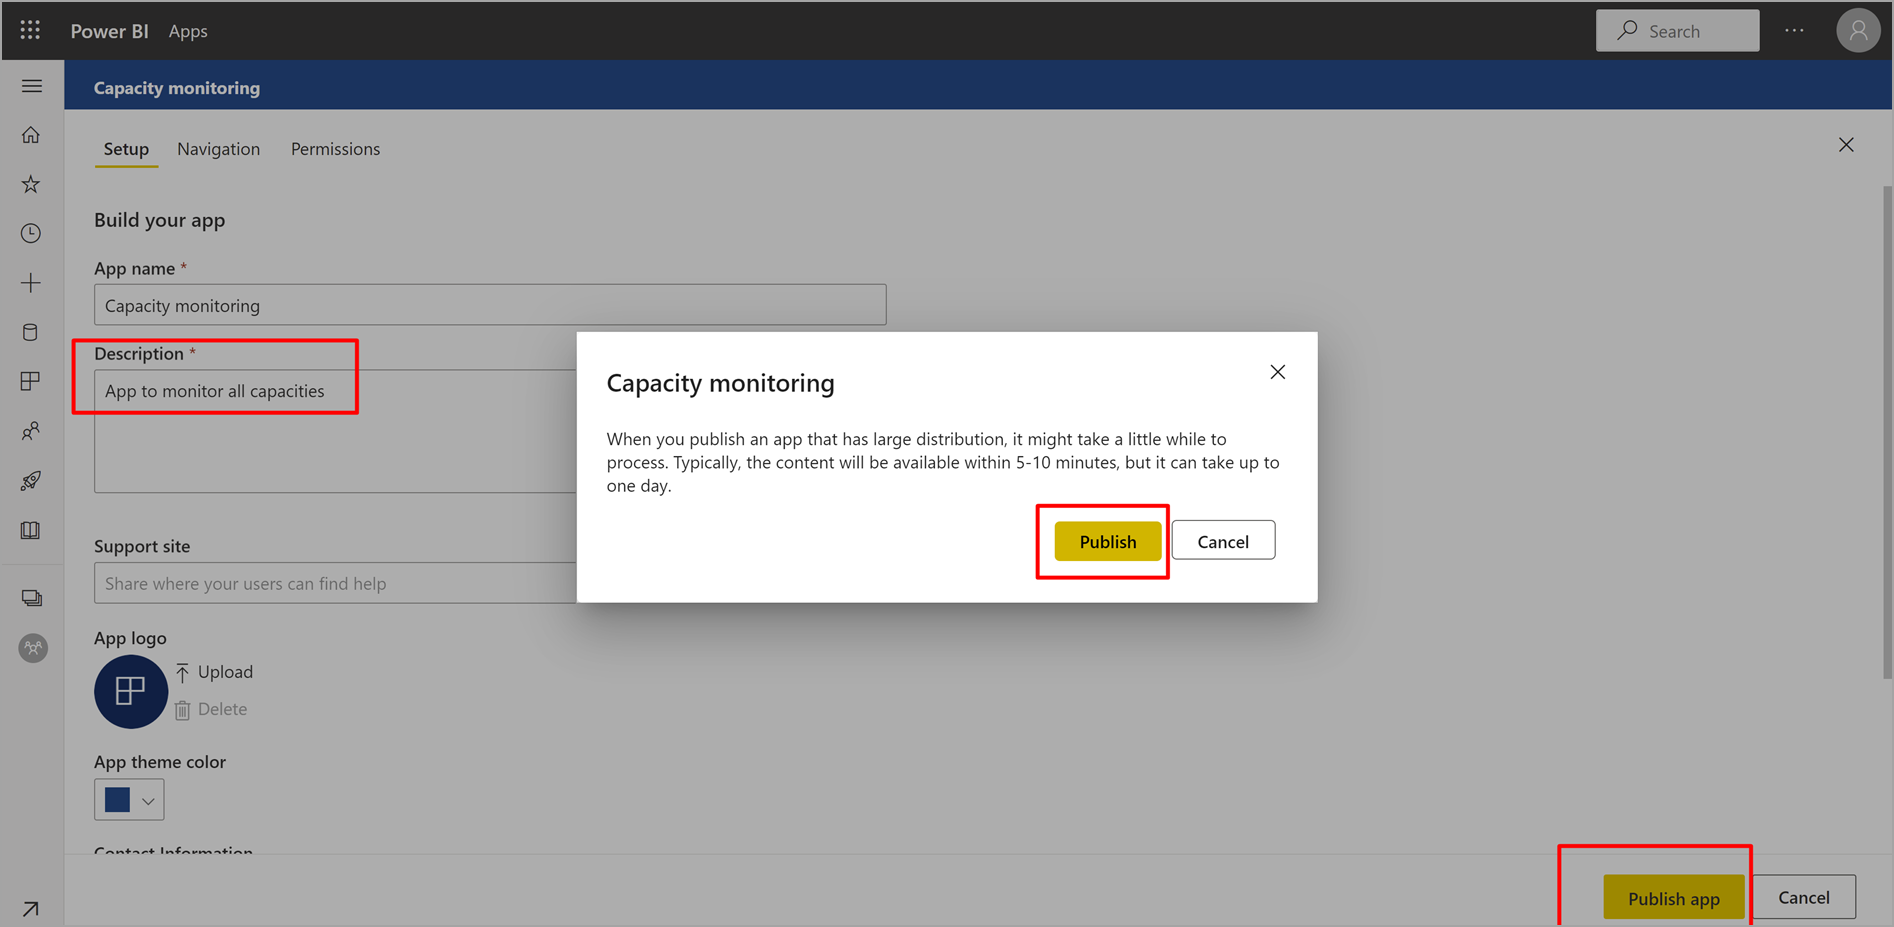 Power BI Apps
Search
Capacity monitoring
Setup Navigation Permissions
Build your app
App name *
Capacity monitoring
Description *
App to monitor all capacities
Support site
Share where your users can find help
App logo
Upload
Delete
App theme color
Contact Information
Capacity monitoring
When you publish an app that has large distribution, it might take a little while to
process. Typically, the content will be available within 5-10 minutes, but it can take up to
one day.
Publish Cancel
Publish app Cancel